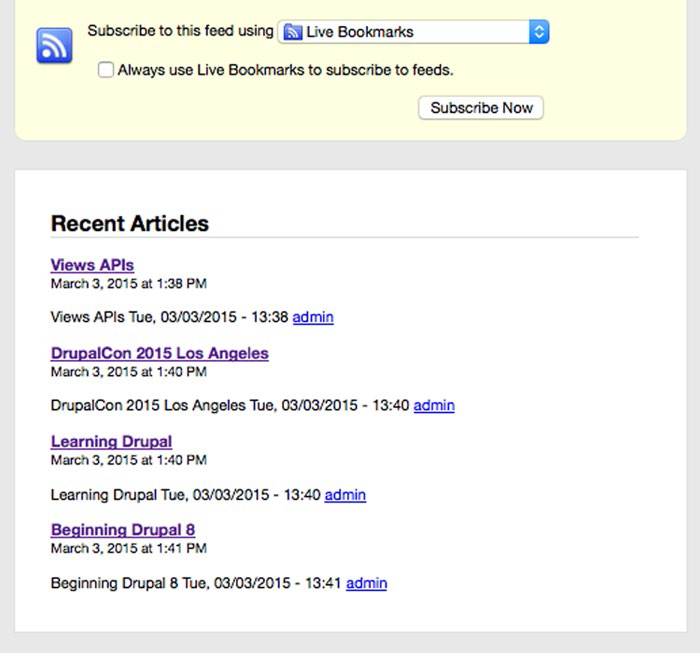 Subscribe to this feed using Live Bookmarks
Always use Live Bookmarks to subscribe to feeds.
Subscribe Now
Recent Articles
Views APIs
March 3, 2015 at 1:38 PM
Views APIs Tue, 03/03/2015 - 13:38 admin
DrupalCon 2015 Los Angeles
March 3, 2015 at 1:40 PM
DrupalCon 2015 Los Angeles Tue, 03/03/2015 - 13:40 admin
Learning Drupal
March 3, 2015 at 1:40 PM
Learning Drupal Tue, 03/03/2015 - 13:40 admin
Beginning Drupal 8
March 3, 2015 at 1:41 PM
Beginning Drupal 8 Tue, 03/03/2015 - 13:41 admin